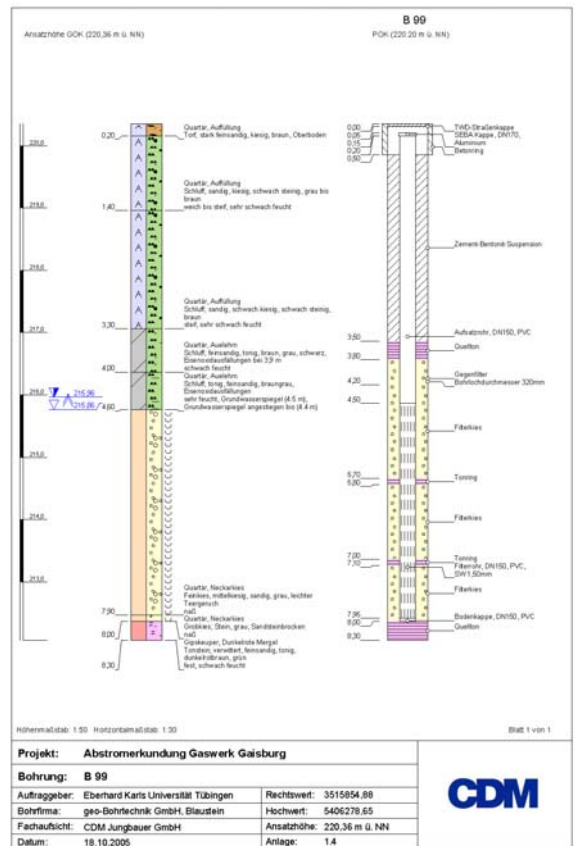 B 99
Ansatzhöhe GOK (220,36 m ü. NN)
POK (220.20 m ü. NN)
220,0
219,0
218,0
217,0
216,0
215,0
214,0
213,0
215,96
215,86
0,20
Quartär, Auffüllung
Torf, stark feinsandig, kiesig, braun, Oberboden
1,40
Quartär, Auffüllung
Schluff, sandig, kiesig, schwach steinig, grau bis
braun
weich bis steif, sehr schwach feucht
3,30
Quartär, Auffüllung
Schluff, sandig, schwach kiesig, schwach steinig,
braun
steif, sehr schwach feucht
4,00
Quartär, Auelehm
Schluff, feinsandig, tonig, braun, grau, schwarz,
Eisenoxidausfällungen bei 3,9 m
schwach feucht
4,60
Quartär, Auelehm
Schluff, tonig, feinsandig, braungrau,
Eisenoxidausfällungen
sehr feucht, Grundwasserspiegel (4.5 m),
Grundwasserspiegel angestiegen bis (4.4 m)
7,90
Quartär, Neckarkies
Feinkies, mittelkiesig, sandig, grau, leichter
Teergeruch
naß
8,00
Quartär, Neckarkies
Grobkies, Stein, grau, Sandsteinbrocken
naß
8,30
Gipskeuper, Dunkelrote Mergel
Tonstein, verwittert, feinsandig, tonig,
dunkelrotbraun, grün
fest, schwach feucht
0,00
0,05
0,15
0,20
0,50
TWD-Straßenkappe
SEBA Kappe, DN170,
Aluminium
Betonring
Zement-Bentonit-Suspension
Aufsatzrohr, DN150, PVC
3,50
Quellton
3,80
Gegenfilter
4,20
Bohrlochdurchmesser 320mm
4,50
Filterkies
5,70
5,80
Tonring
Filterkies
7,00
7,10
Tonring
Filterrohr, DN150, PVC,
SW1,50mm
Filterkies
7,95
8,00
Bodenkappe, DN150, PVC
Quellton
8,30
Höhenmaßstab: 1:50 Horizontalmaßstab: 1:30
Blatt 1 von 1
Projekt: Abstromerkundung Gaswerk Gaisburg
Bohrung: B 99
Auftraggeber: Eberhard Karls Universität Tübingen
Rechtswert: 3515854,88
Bohrfirma: geo-Bohrtechnik GmbH, Blaustein
Hochwert: 5406278,65
Fachaufsicht: CDM Jungbauer GmbH
Ansatzhöhe: 220,36 m ü. NN
Datum: 18.10.2005
Anlage: 1.4
CDM